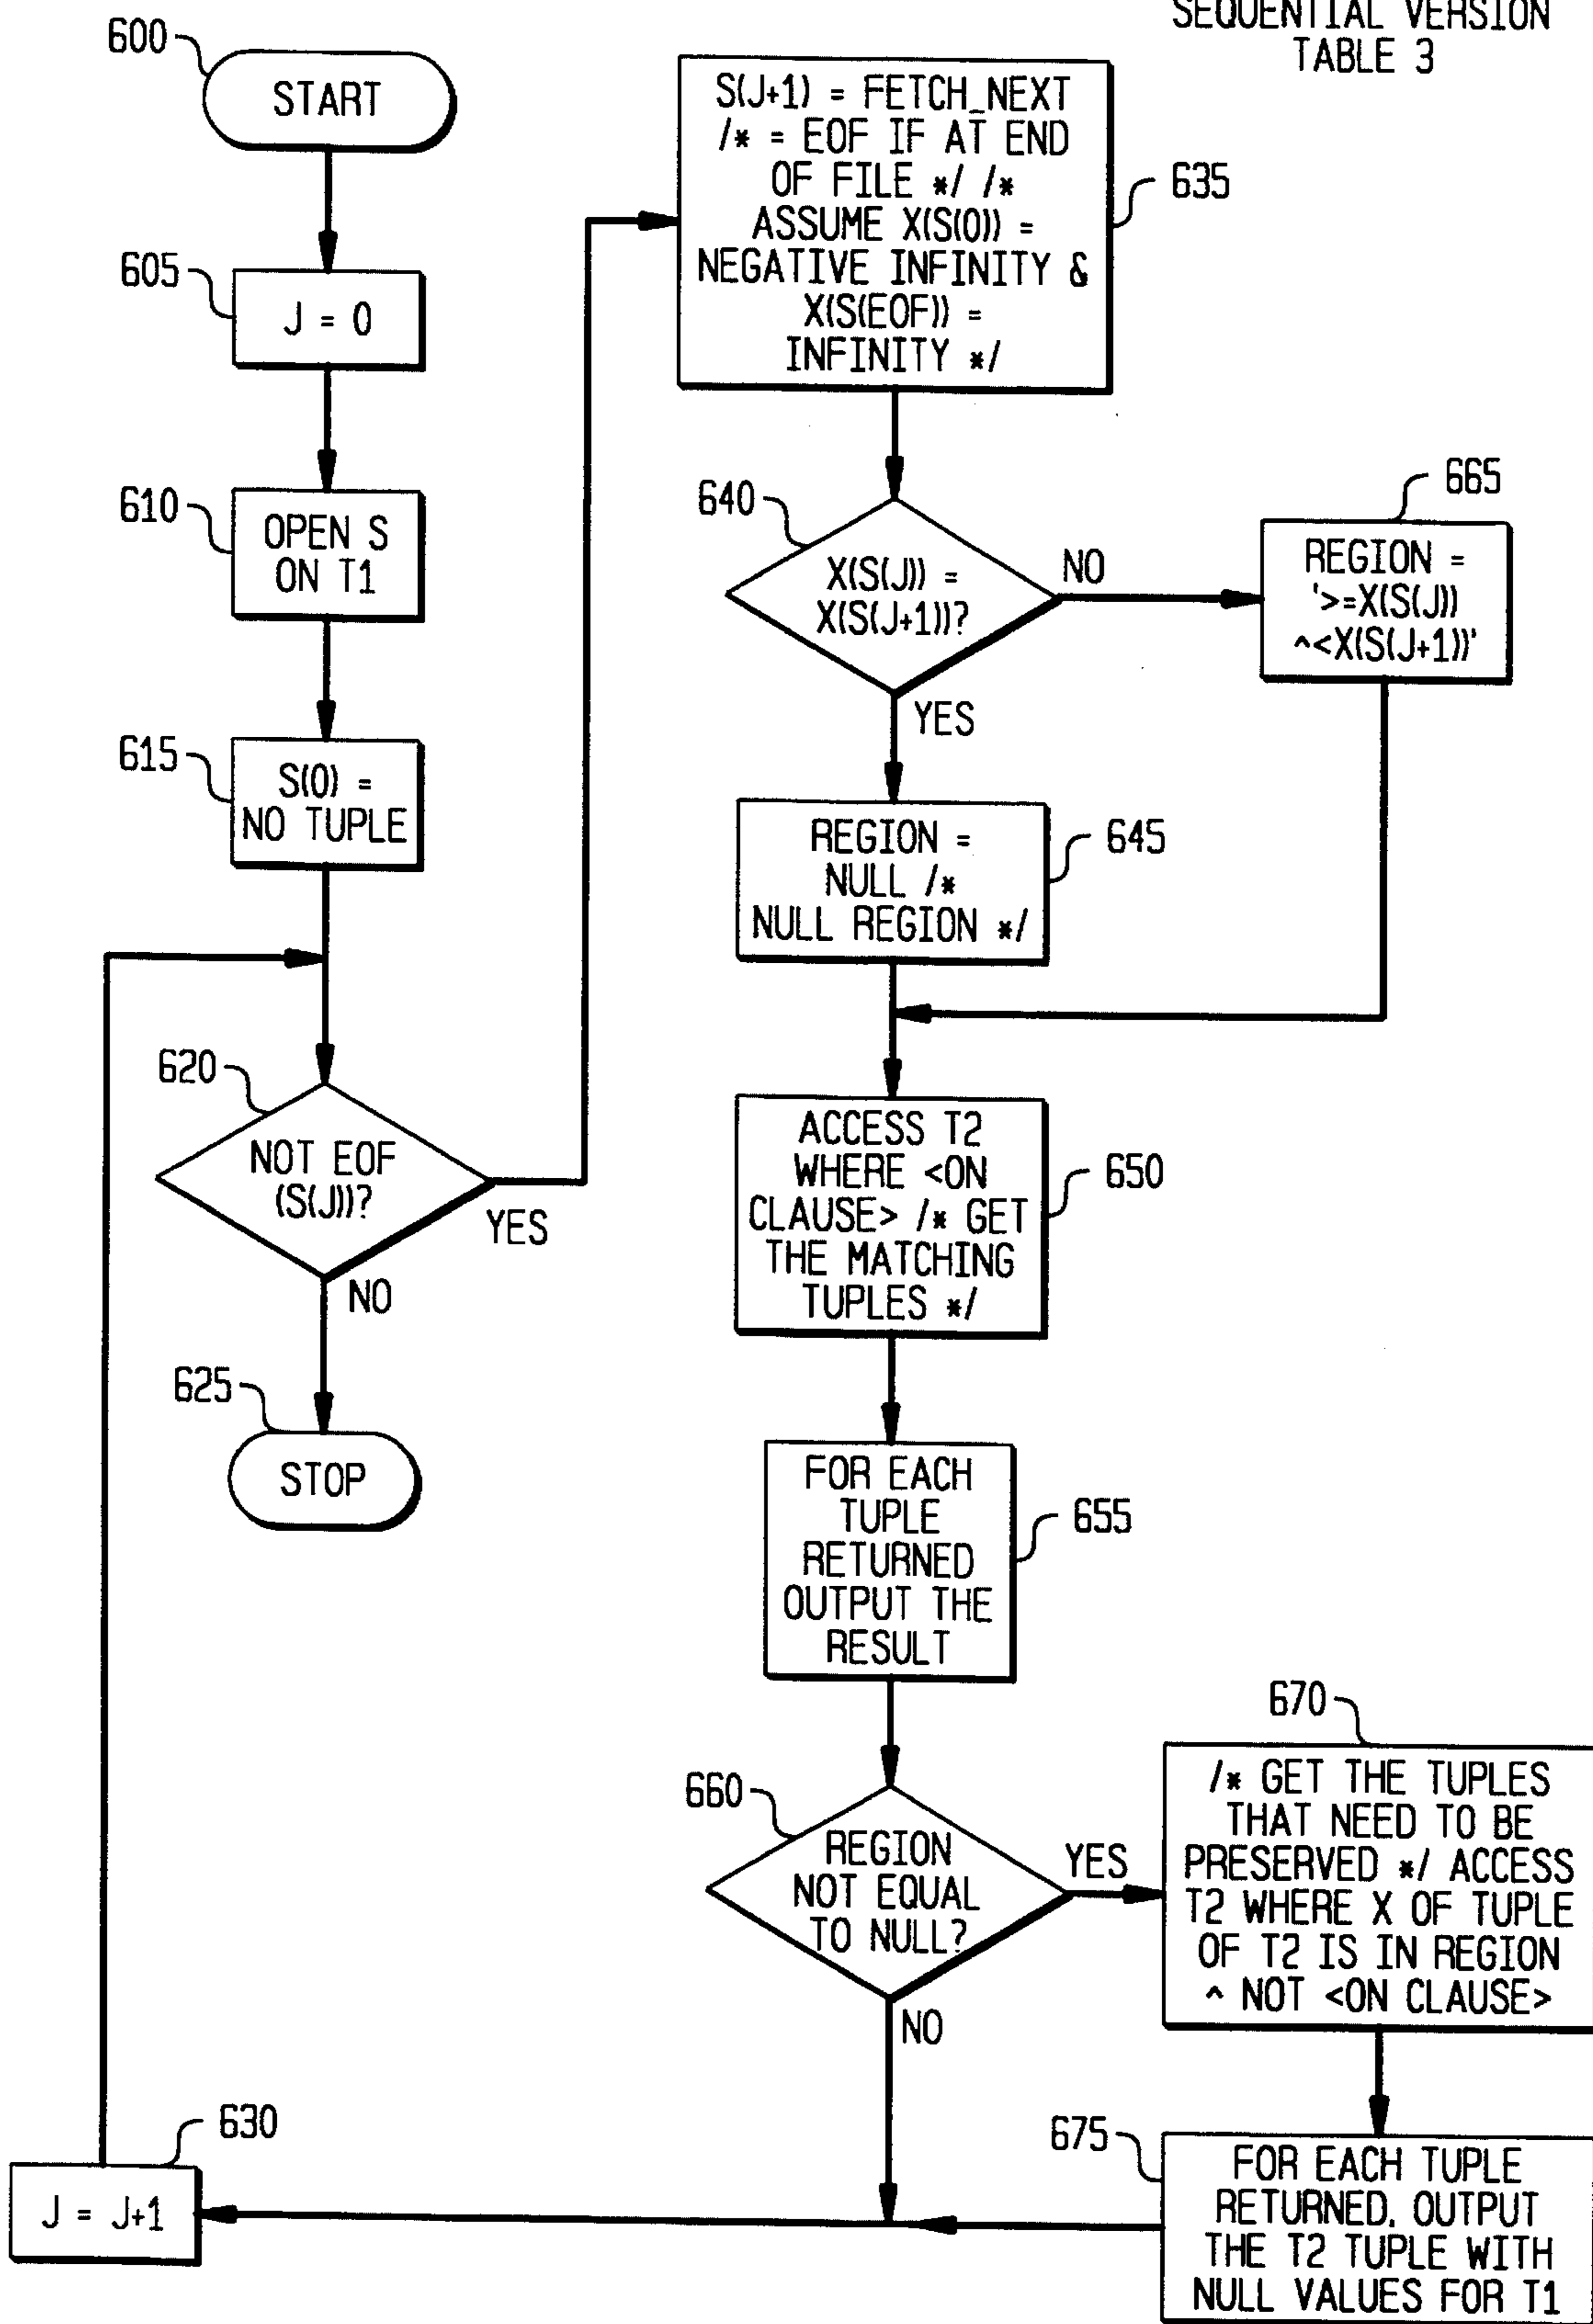 SEQUENTIAL VERSION
TABLE 3
600
START
605
J = 0
610
OPEN S
ON T1
615
S(0) =
NO TUPLE
620
NOT EOF
(S(J))?
YES
NO
625
STOP
630
J = J+1
S(J+1) = FETCH_NEXT
/* = EOF IF AT END
OF FILE */ /*
ASSUME X(S(0)) =
NEGATIVE INFINITY &
X(S(EOF)) =
INFINITY */
635
640
X(S(J)) =
X(S(J+1))?
NO
YES
665
REGION =
'>=X(S(J))
^<X(S(J+1))'
REGION =
NULL /*
NULL REGION */
645
ACCESS T2
WHERE <ON
CLAUSE> /* GET
THE MATCHING
TUPLES */
650
FOR EACH
TUPLE
RETURNED
OUTPUT THE
RESULT
655
660
REGION
NOT EQUAL
TO NULL?
YES
NO
670
/* GET THE TUPLES
THAT NEED TO BE
PRESERVED */ ACCESS
T2 WHERE X OF TUPLE
OF T2 IS IN REGION
^ NOT <ON CLAUSE>
675
FOR EACH TUPLE
RETURNED, OUTPUT
THE T2 TUPLE WITH
NULL VALUES FOR T1